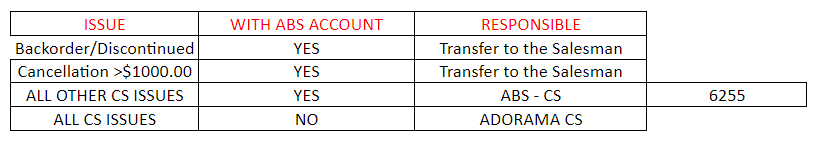 ISSUE WITH ABS ACCOUNT RESPONSIBLE
Backorder/Discontinued YES Transfer to the Salesman
Cancellation >$1000.00 YES Transfer to the Salesman
ALL OTHER CS ISSUES YES ABS - CS 6255
ALL CS ISSUES NO ADORAMA CS